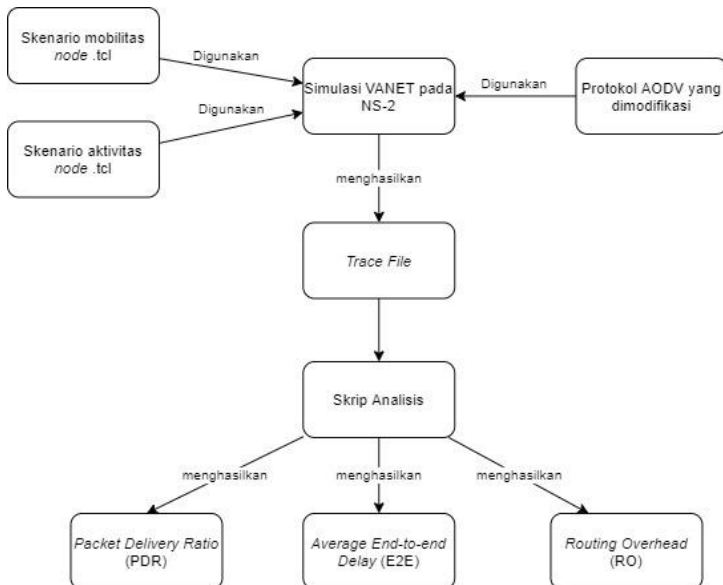 Skenario mobilitas
node .tcl
Digunakan
Simulasi VANET pada
NS-2
Digunakan
Protokol AODV yang
dimodifikasi
Digunakan
Skenario aktivitas
node .tcl
menghasilkan
Trace File
Skrip Analisis
menghasilkan
menghasilkan
menghasilkan
Packet Delivery Ratio
(PDR)
Average End-to-end
Delay (E2E)
Routing Overhead
(RO)